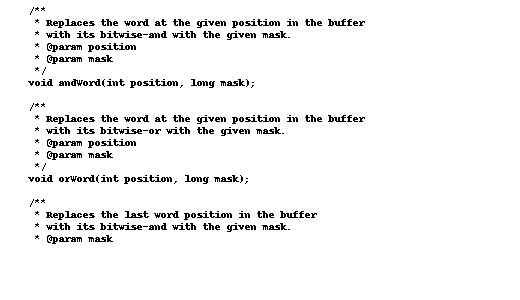 /**
 * Replaces the word at the given position in the buffer
 * with its bitwise-and with the given mask.
 * @param position
 * @param mask
 */
void andWord(int position, long mask);
/**
 * Replaces the word at the given position in the buffer
 * with its bitwise-or with the given mask.
 * @param position
 * @param mask
 */
void orWord(int position, long mask);
/**
 * Replaces the last word position in the buffer
 * with its bitwise-and with the given mask.
 * @param mask